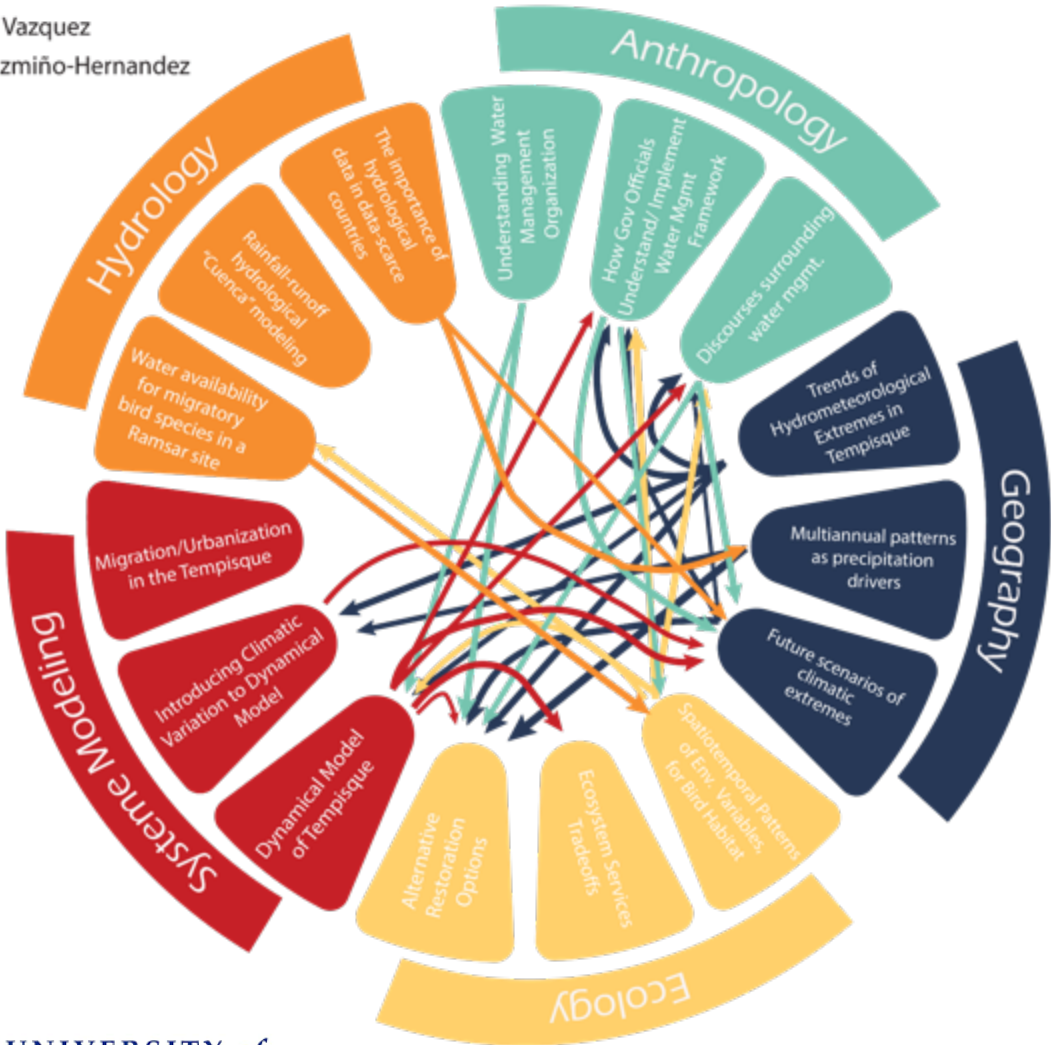 Vazquez
zmiño-Hernandez
Anthropology
Understanding Water
Management
Organization
How Gov Officials
Understand/ Implement
Water Mgmt
Framework
Discourses surrounding
water mgmt.
Geography
Trends of
Hydrometeorological
Extremes in
Tempisque
Multiannual patterns
as precipitation
drivers
Future scenarios of
climatic
extremes
Ecology
Spatiotemporal Patterns
of Env. Variables,
for Bird Habitat
Ecosystem Services
Tradeoffs
Alternative
Restoration
Options
Systeme Modeling
Dynamical Model
of Tempisque
Introducing Climatic
Variation to Dynamical
Model
Migration/Urbanization
in the Tempisque
Hydrology
Water availability
for migratory
bird species in a
Ramsar site
Rainfall-runoff
hydrological
"Cuenca" modeling
The importance of
hydrological
data in data-scarce
countries
UNIVERSITY of